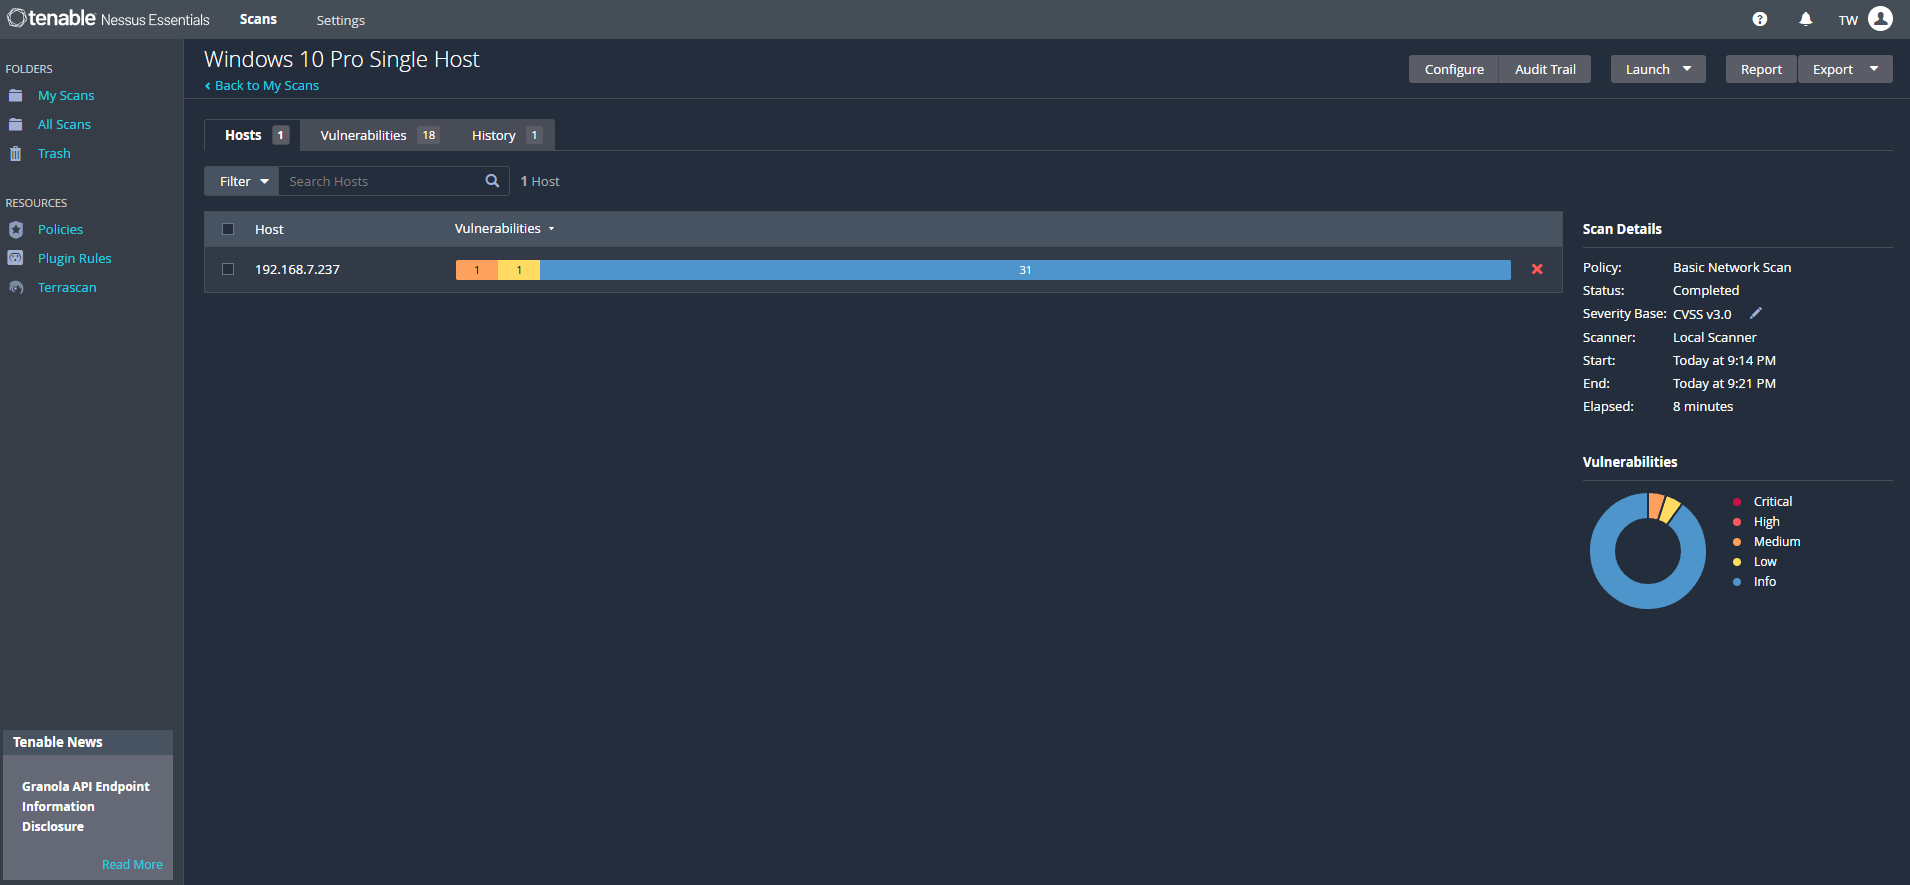 tenable Nessus Essentials Scans Settings TW
FOLDERS
My Scans
All Scans
Trash
RESOURCES
Policies
Plugin Rules
Terrascan
Tenable News
Granola API Endpoint
Information
Disclosure
Read More
Windows 10 Pro Single Host
Back to My Scans
Configure Audit Trail Launch Report Export
Hosts 1 Vulnerabilities 18 History 1
Filter Search Hosts 1 Host
Host Vulnerabilities
192.168.7.237 1 1 31
Scan Details
Policy: Basic Network Scan
Status: Completed
Severity Base: CVSS v3.0
Scanner: Local Scanner
Start: Today at 9:14 PM
End: Today at 9:21 PM
Elapsed: 8 minutes
Vulnerabilities
Critical
High
Medium
Low
Info